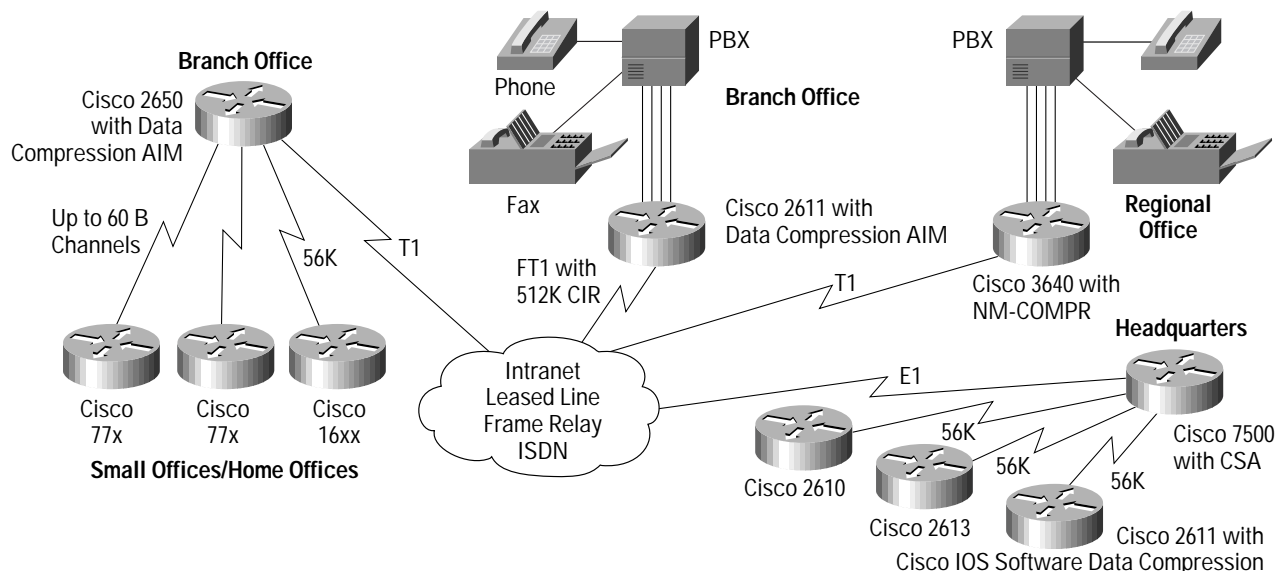 Branch Office
Cisco 2650
with Data
Compression AIM
Up to 60 B
Channels
56K
T1
Cisco
77x
Cisco
77x
Cisco
16xx
Small Offices/Home Offices
PBX
Phone
Branch Office
Fax
Cisco 2611 with
Data Compression AIM
FT1 with
512K CIR
PBX
Regional
Office
T1
Cisco 3640 with
NM-COMPR
Intranet
Leased Line
Frame Relay
ISDN
Headquarters
E1
56K
56K
56K
Cisco 7500
with CSA
Cisco 2610
Cisco 2613
Cisco 2611 with
Cisco IOS Software Data Compression